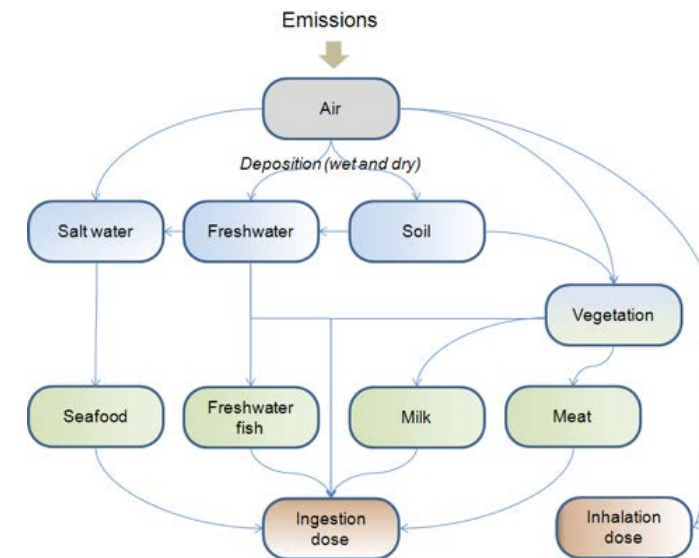 Emissions
Air
Deposition (wet and dry)
Salt water
Freshwater
Soil
Vegetation
Seafood
Freshwater
fish
Milk
Meat
Ingestion
dose
Inhalation
dose